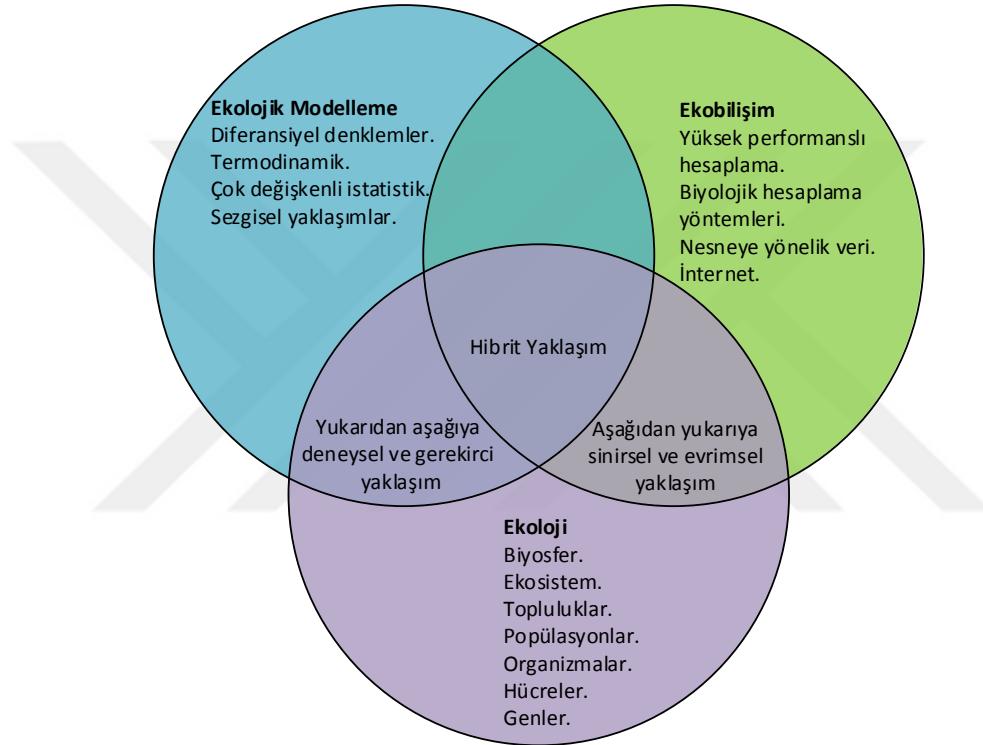 Ekolojik Modelleme
Diferansiyel denklemler.
Termodinamik.
Çok değişkenli istatistik.
Sezgisel yaklaşımlar.
Ekobilişim
Yüksek performanslı
hesaplama.
Biyolojik hesaplama
yöntemleri.
Nesneye yönelik veri.
İnternet.
Hibrit Yaklaşım
Yukarıdan aşağıya
deneysel ve gerekirci
yaklaşım
Aşağıdan yukarıya
sinirsel ve evrimsel
yaklaşım
Ekoloji
Biyosfer.
Ekosistem.
Topluluklar.
Popülasyonlar.
Organizmalar.
Hücreler.
Genler.